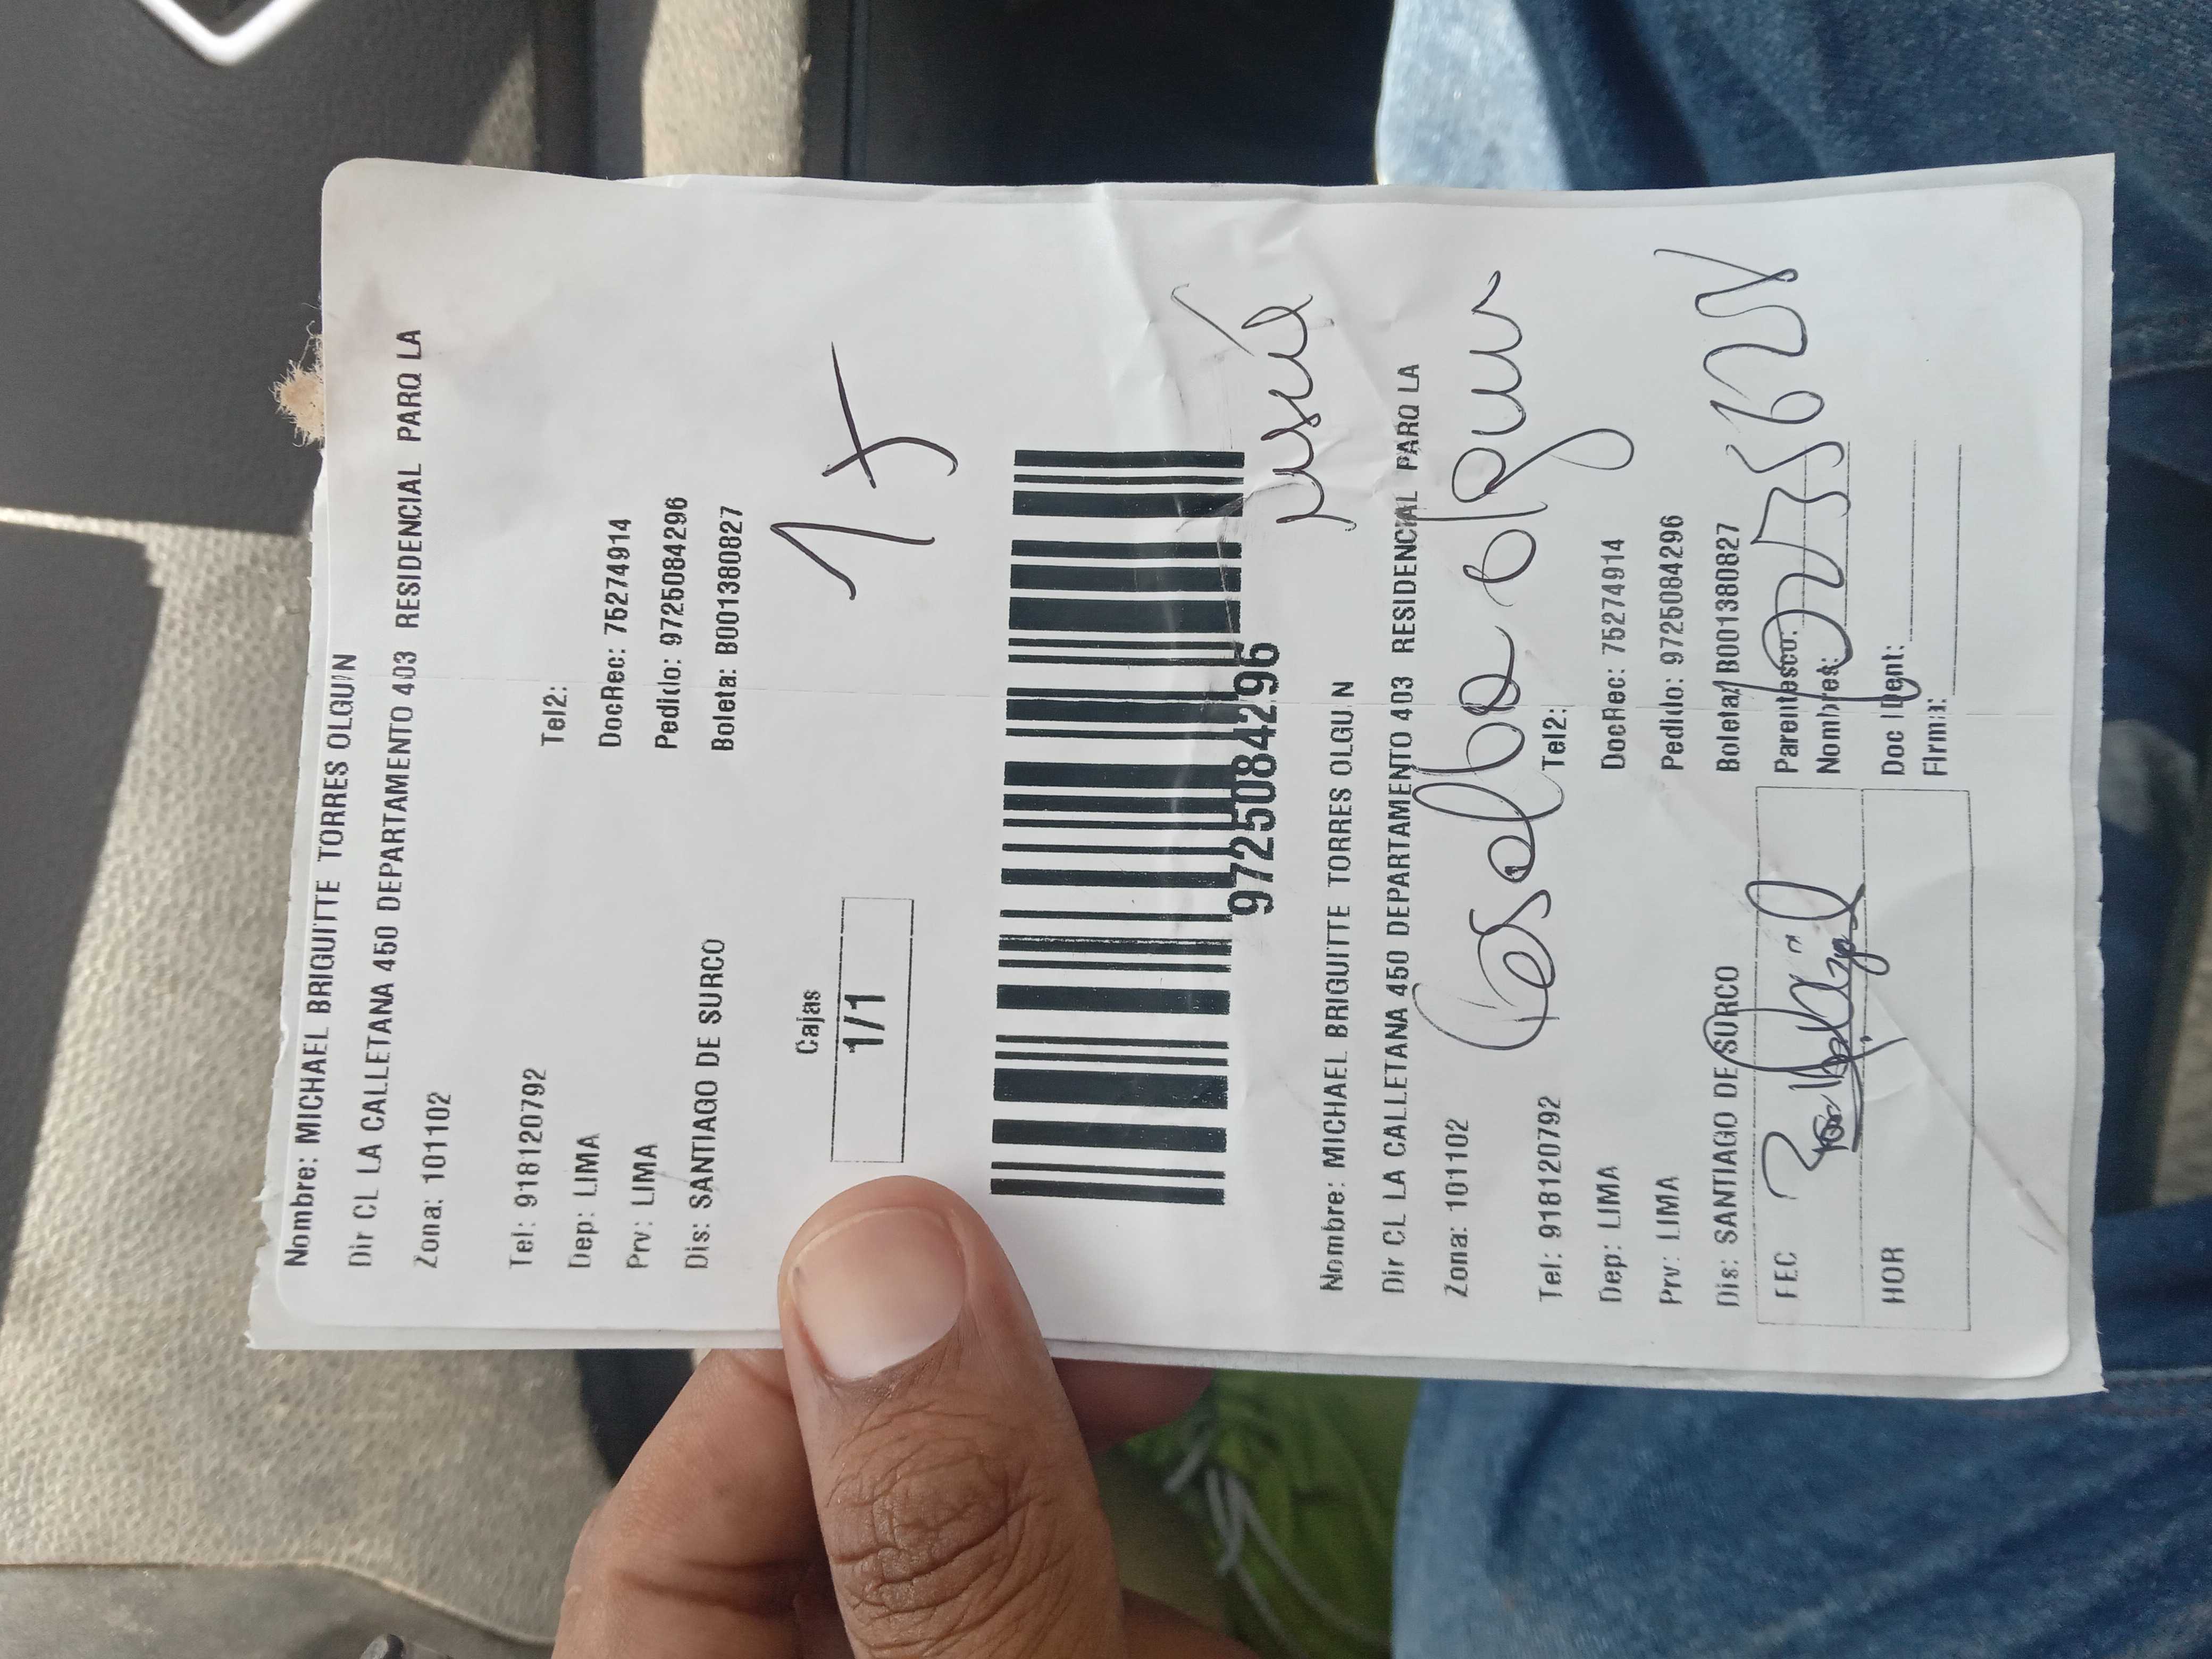 Nombre: MICHAEL BRIGUITTE TORRES OLGUN
Dir CL LA CALLETANA 450 DEPARTAMENTO 403 RESIDENCIAL PARQ LA
Zona: 101102
Tel: 918120792 Tel2:
Dep: LIMA DocRec: 75274914
Prv: LIMA Pedido: 9725084296
Dis: SANTIAGO DE SURCO Boleta: B001380827
Cajas
1/1
9725084296
Nombre: MICHAEL BRIGUITTE TORRES OLGUN
Dir CL LA CALLETANA 450 DEPARTAMENTO 403 RESIDENCIAL PARQ LA
Zona: 101102
Tel: 918120792 Tel2:
Dep: LIMA DocRec: 75274914
Prv: LIMA Pedido: 9725084296
Dis: SANTIAGO DE SURCO Boleta: B001380827
FEC Parentesco:
Nombres:
HOR Doc Ident:
Firma: